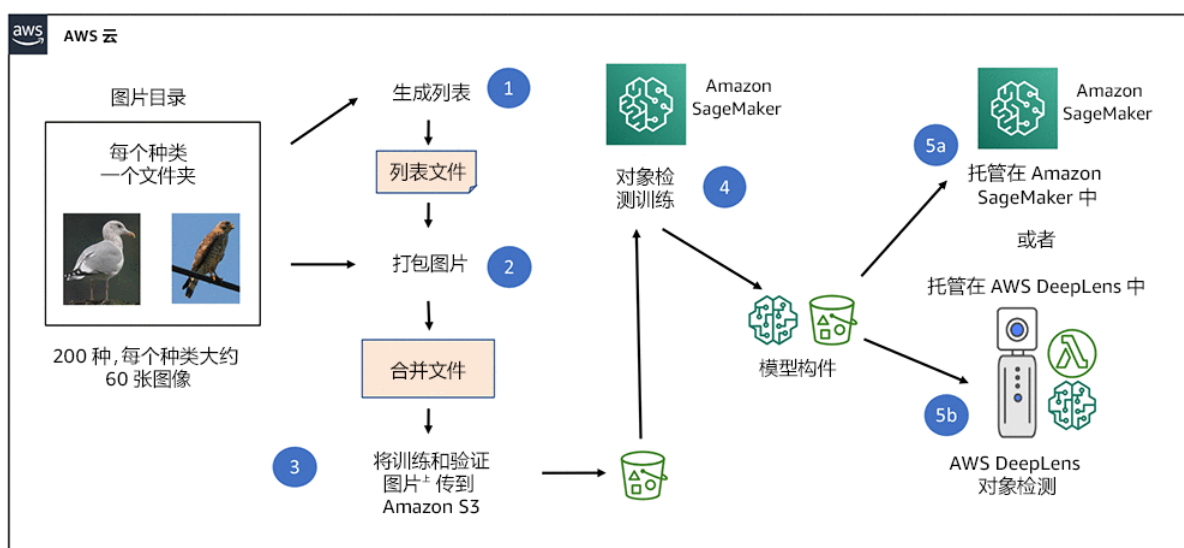 aws
AWS 云
图片目录
每个种类
一个文件夹
200 种,每个种类大约
60 张图像
生成列表
1
列表文件
打包图片
2
合并文件
3
将训练和验证
图片上传到
Amazon S3
Amazon
SageMaker
对象检
测训练
4
模型构件
Amazon
SageMaker
5a
托管在 Amazon
SageMaker 中
或者
托管在 AWS DeepLens 中
5b
AWS DeepLens
对象检测